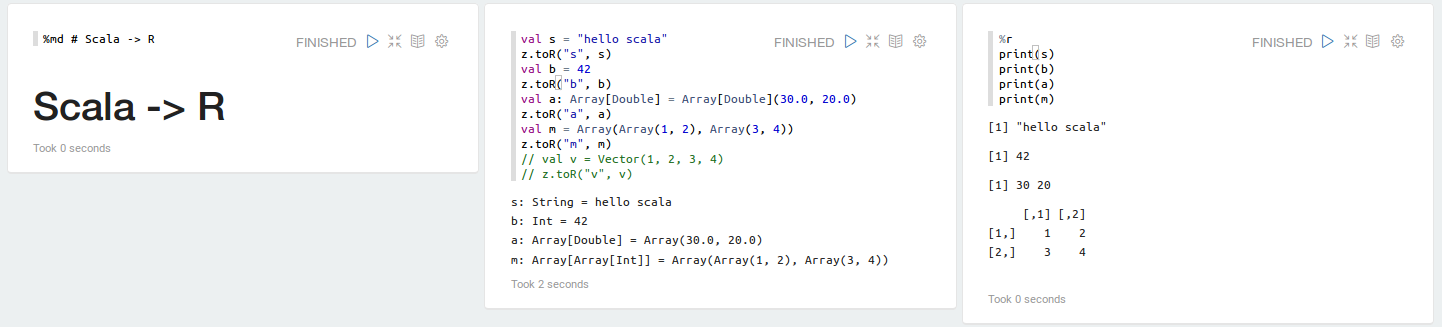 %md # Scala -> R
FINISHED
Scala -> R
Took 0 seconds
val s = "hello scala"
FINISHED
z.toR("s", s)
val b = 42
z.toR("b", b)
val a: Array[Double] = Array[Double](30.0, 20.0)
z.toR("a", a)
val m = Array(Array(1, 2), Array(3, 4))
z.toR("m", m)
// val v = Vector(1, 2, 3, 4)
// z.toR("v", v)
s: String = hello scala
b: Int = 42
a: Array[Double] = Array(30.0, 20.0)
m: Array[Array[Int]] = Array(Array(1, 2), Array(3, 4))
Took 2 seconds
%r
FINISHED
print(s)
print(b)
print(a)
print(m)
[1] "hello scala"
[1] 42
[1] 30 20
[,1] [,2]
[1,] 1 2
[2,] 3 4
Took 0 seconds